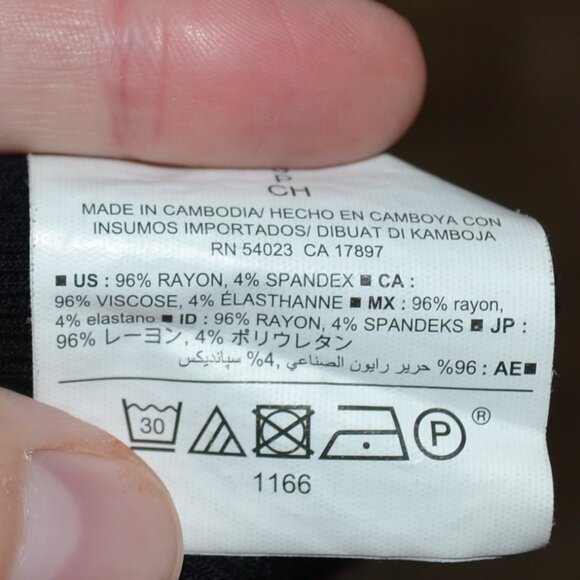 CH
MADE IN CAMBODIA/ HECHO EN CAMBOYA CON
INSUMOS IMPORTADOS/ DIBUAT DI KAMBOJA
RN 54023 CA 17897
US : 96% RAYON, 4% SPANDEX CA :
96% VISCOSE, 4% ÉLASTHANNE MX : 96% rayon,
4% elastano ID : 96% RAYON, 4% SPANDEKS JP :
96% レーヨン, 4% ポリウレタン
AE : 96% حرير رايون الصناعي ,4% سپانديكس
30 P ®
1166